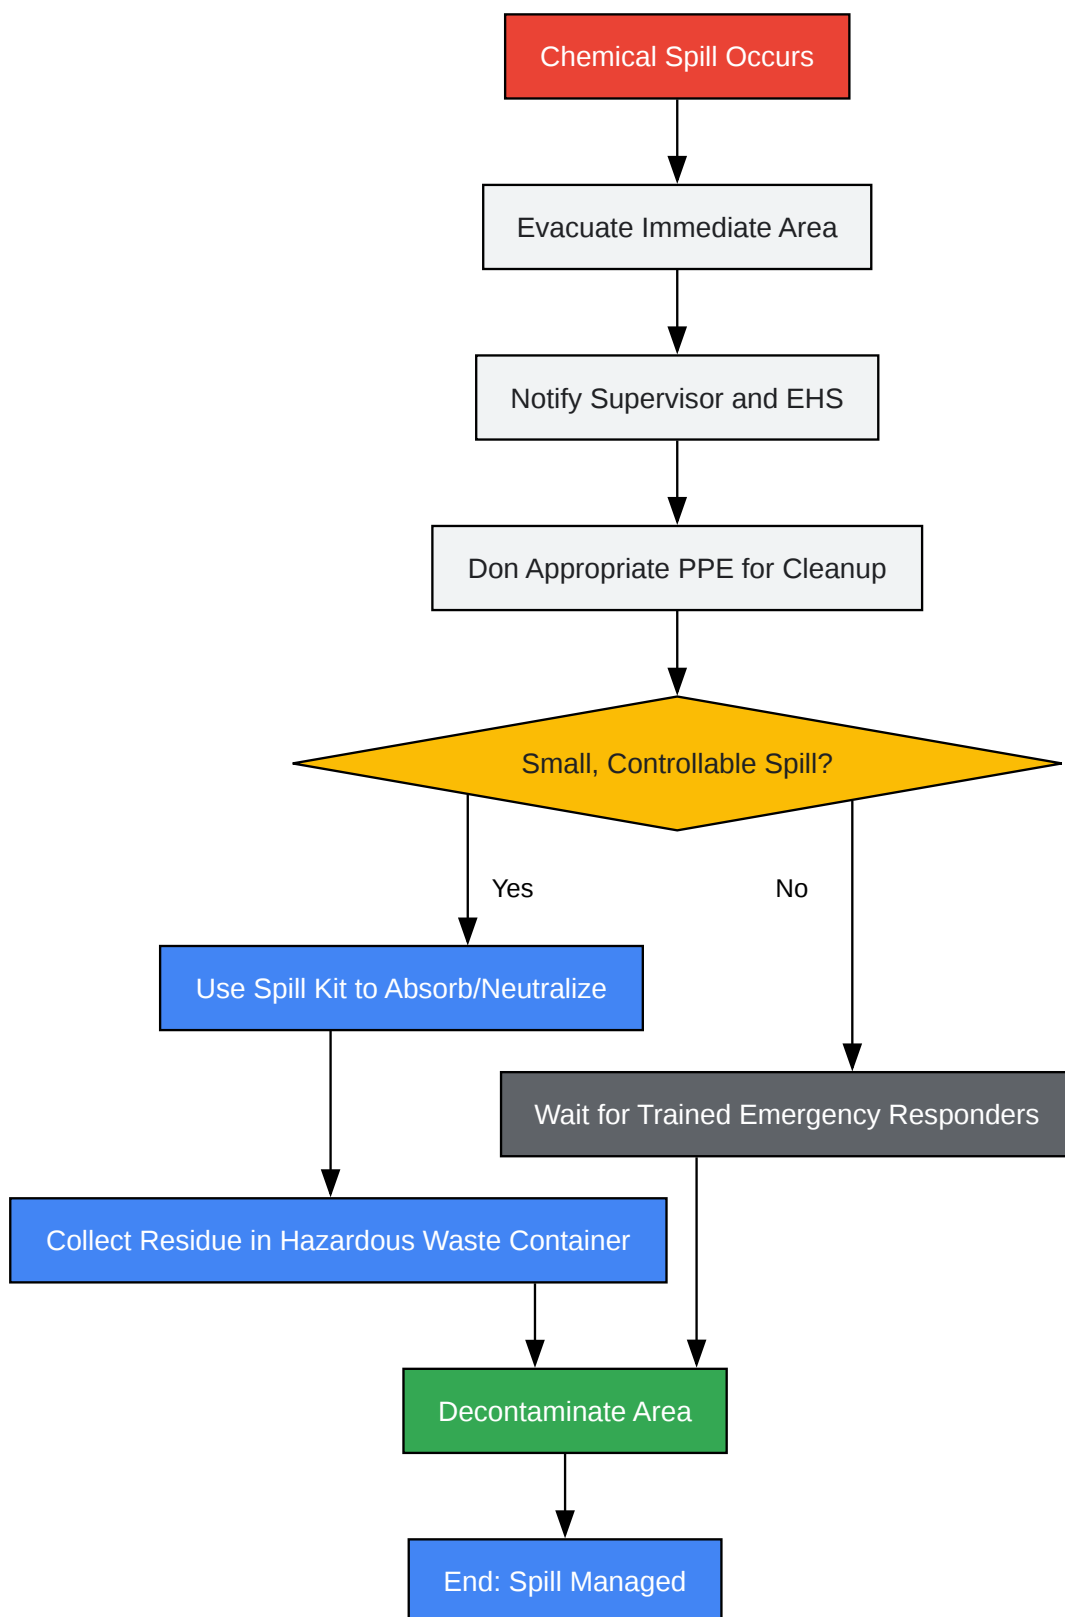 Chemical Spill Occurs
Evacuate Immediate Area
Notify Supervisor and EHS
Don Appropriate PPE for Cleanup
Small, Controllable Spill?
Yes
No
Use Spill Kit to Absorb/Neutralize
Wait for Trained Emergency Responders
Collect Residue in Hazardous Waste Container
Decontaminate Area
End: Spill Managed